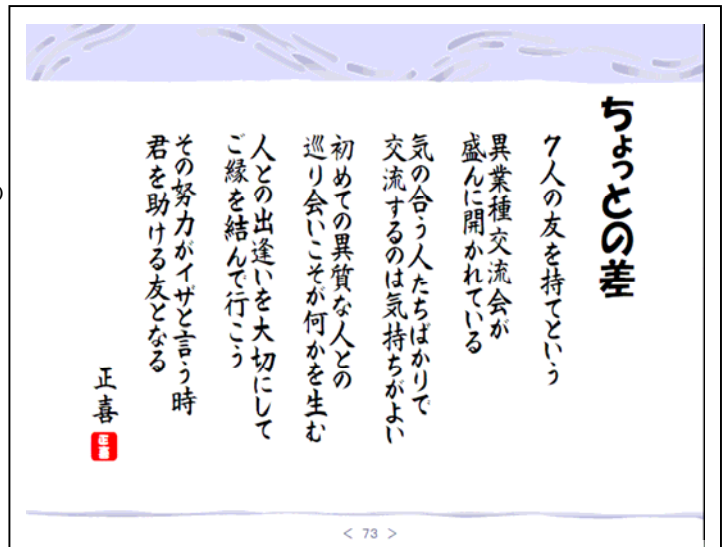 ちょっとの差
7人の友を持てという
異業種交流会が
盛んに開かれている
気の合う人たちばかりで
交流するのは気持ちがよい
初めての異質な人との
巡り会いこそが何かを生む
人との出逢いを大切にして
ご縁を結んで行こう
その努力がイザと言う時
君を助ける友となる
正喜
正喜
< 73 >